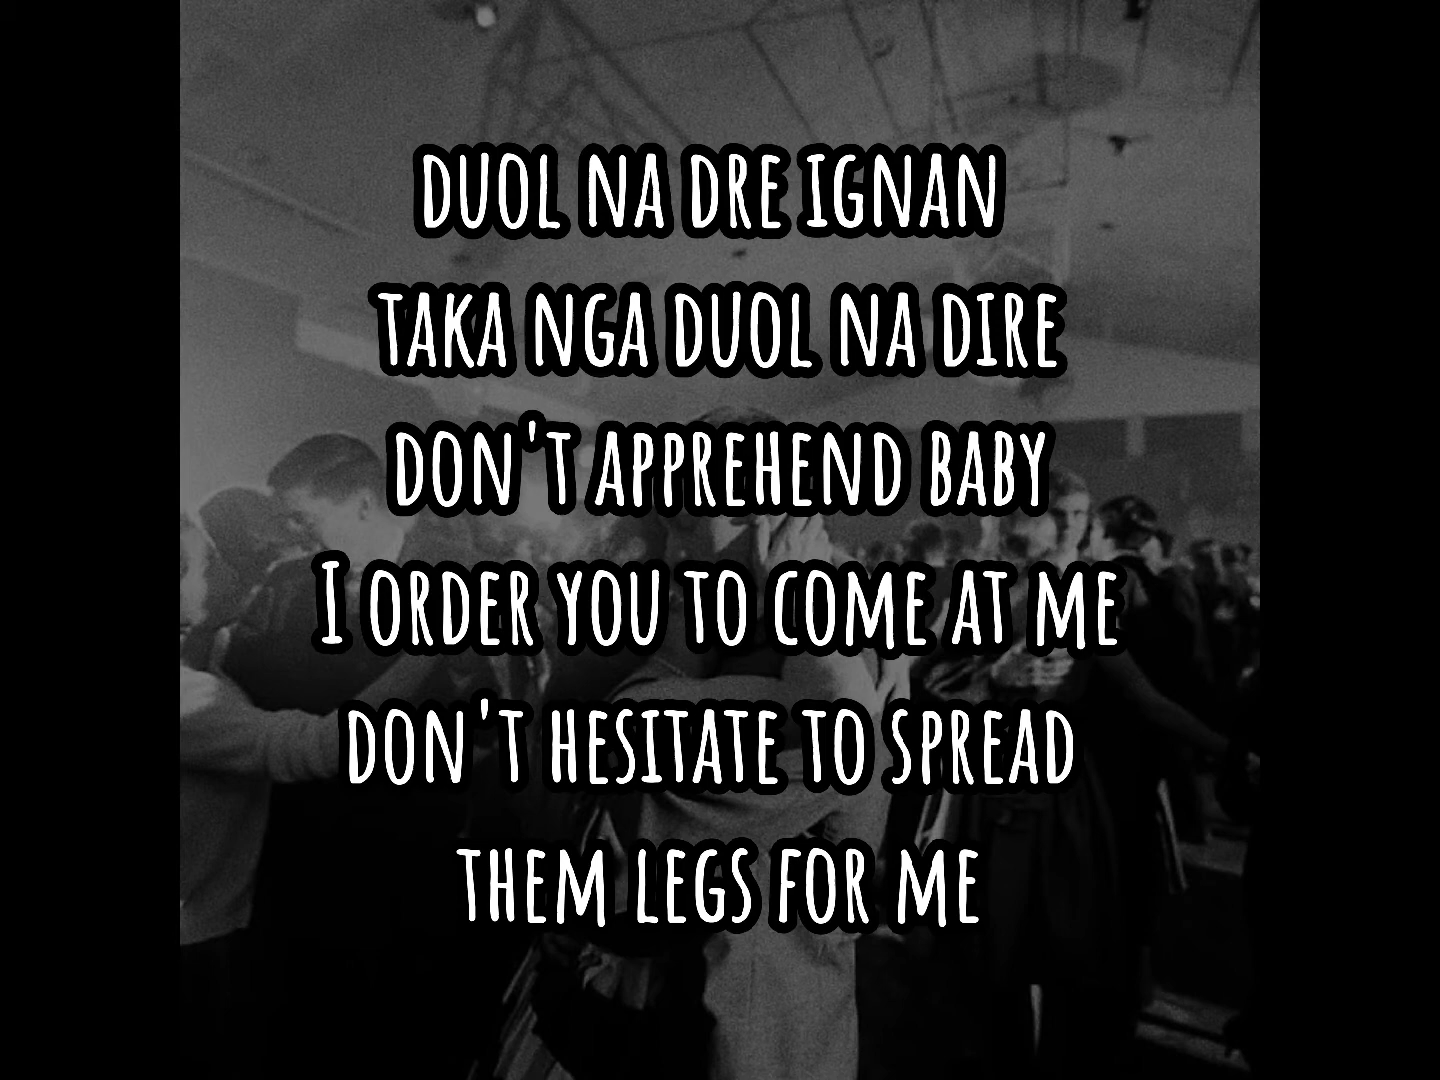 DUOL NA DRE IGNAN
TAKA NGA DUOL NA DIRE
DON'T APPREHEND BABY
I ORDER YOU TO COME AT ME
DON'T HESITATE TO SPREAD
THEM LEGS FOR ME